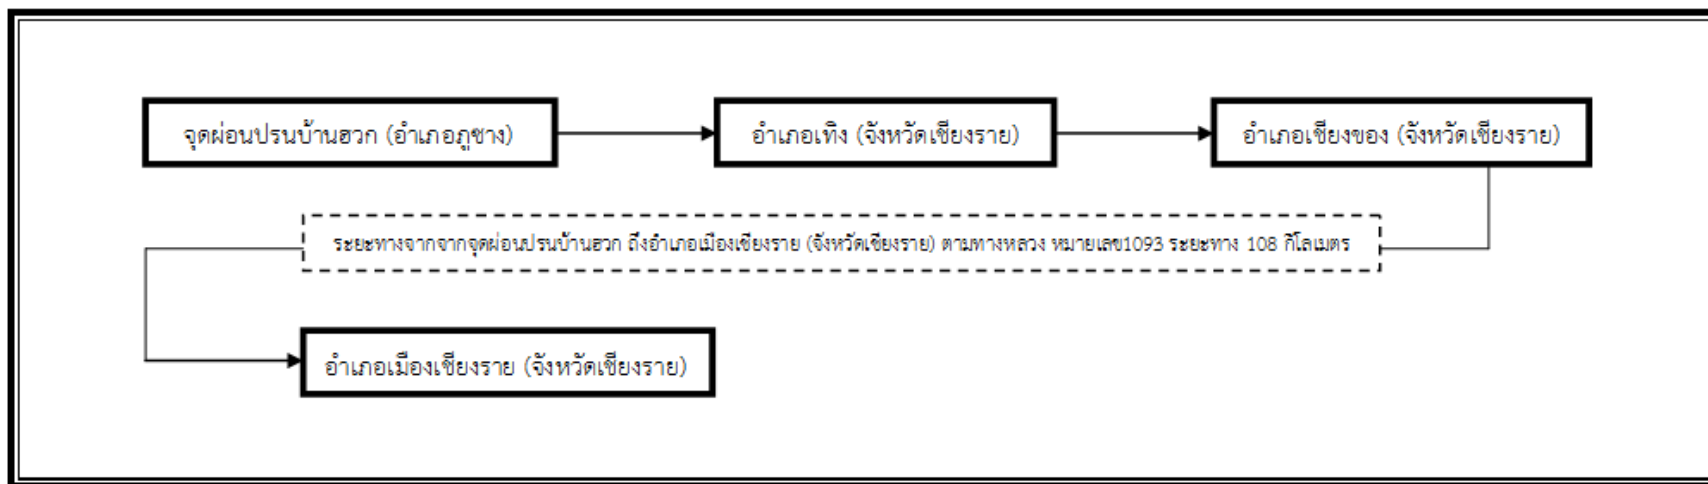 จุดผ่อนปรนบ้านฮวก (อำเภอภูซาง)
อำเภอเทิง (จังหวัดเชียงราย)
อำเภอเชียงของ (จังหวัดเชียงราย)
ระยะทางจากจากจุดผ่อนปรนบ้านฮวก ถึงอำเภอเมืองเชียงราย (จังหวัดเชียงราย) ตามทางหลวง หมายเลข1093 ระยะทาง 108 กิโลเมตร
อำเภอเมืองเชียงราย (จังหวัดเชียงราย)